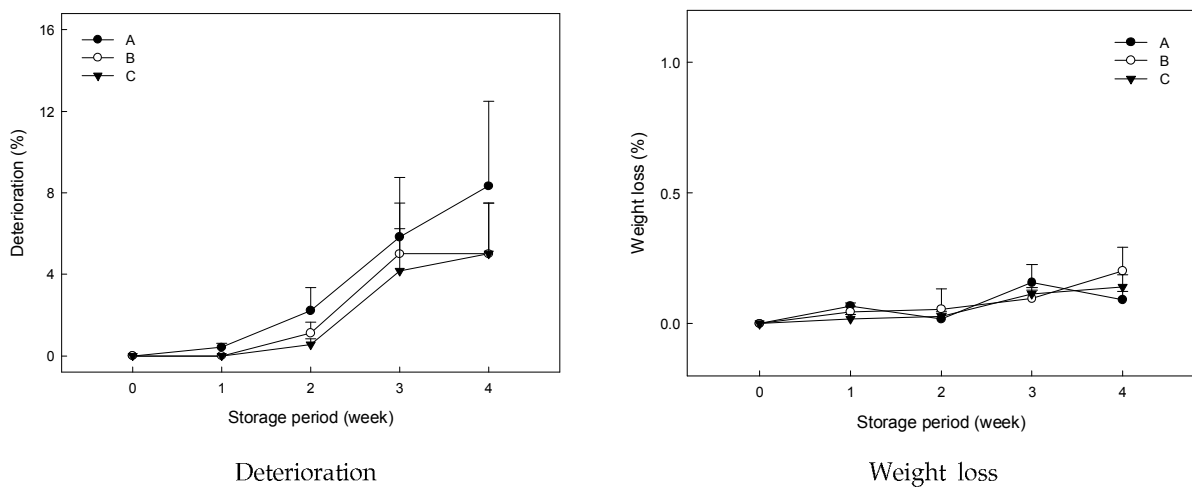 16
12
8
4
0
Deterioration (%)
A
B
C
0 1 2 3 4
Storage period (week)
Deterioration
1.0
0.5
0.0
Weight loss (%)
A
B
C
0 1 2 3 4
Storage period (week)
Weight loss